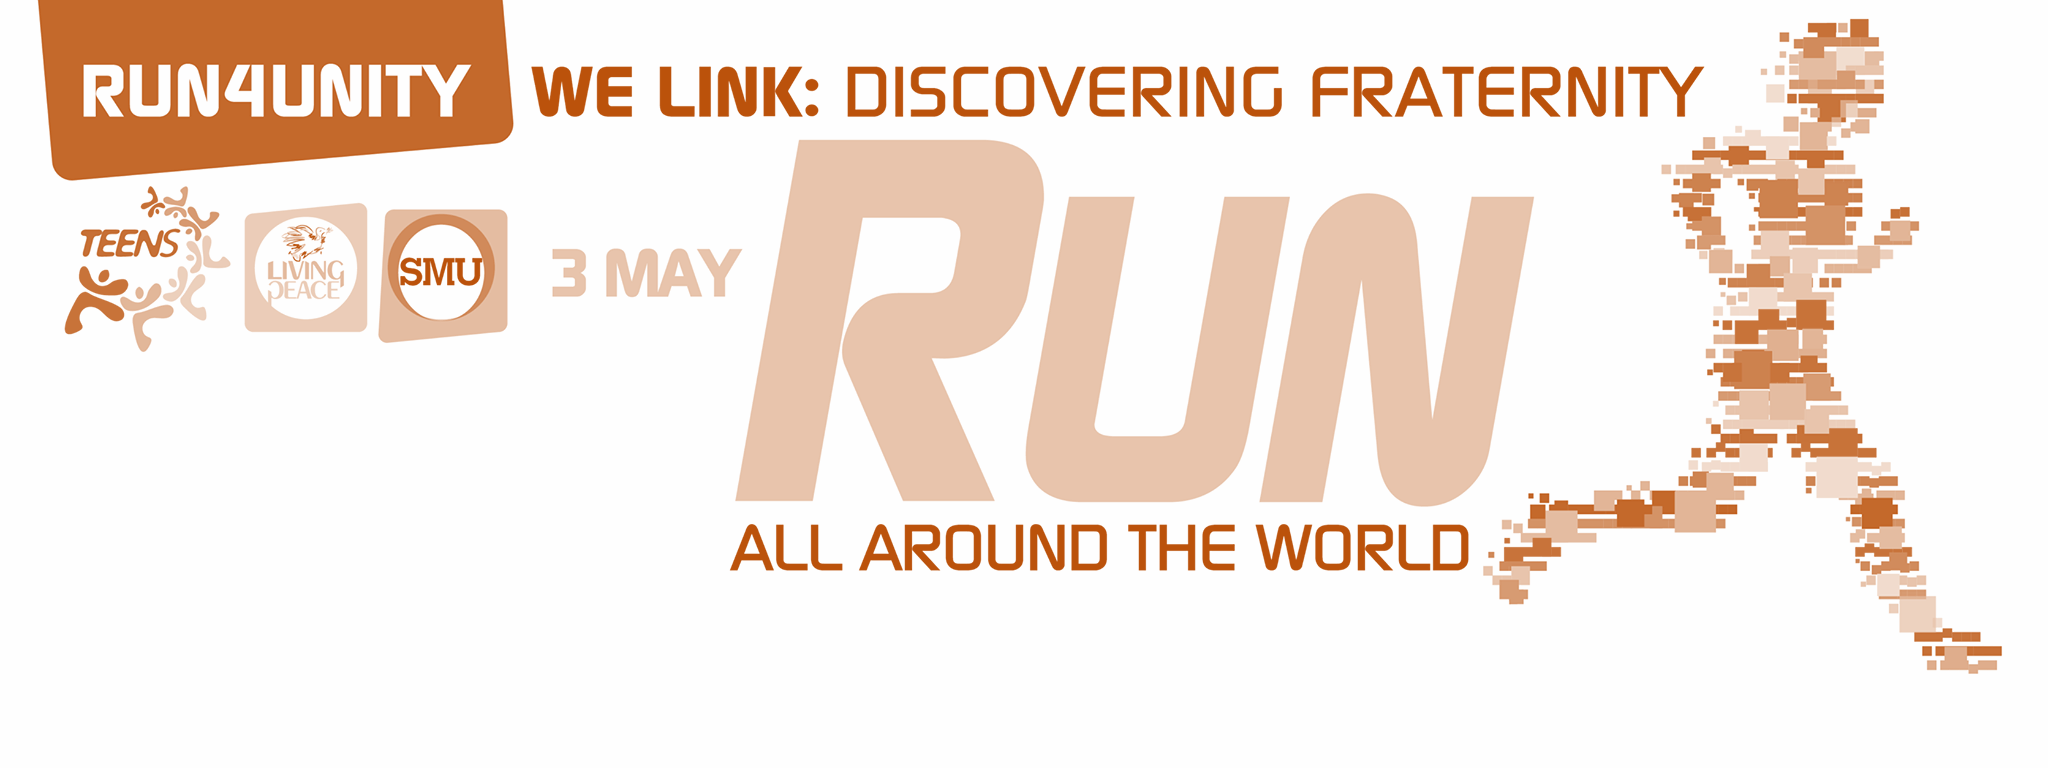 RUN4UNITY
WE LINK: DISCOVERING FRATERNITY
TEENS
LIVING
PEACE
SMU
3 MAY
RUN
ALL AROUND THE WORLD